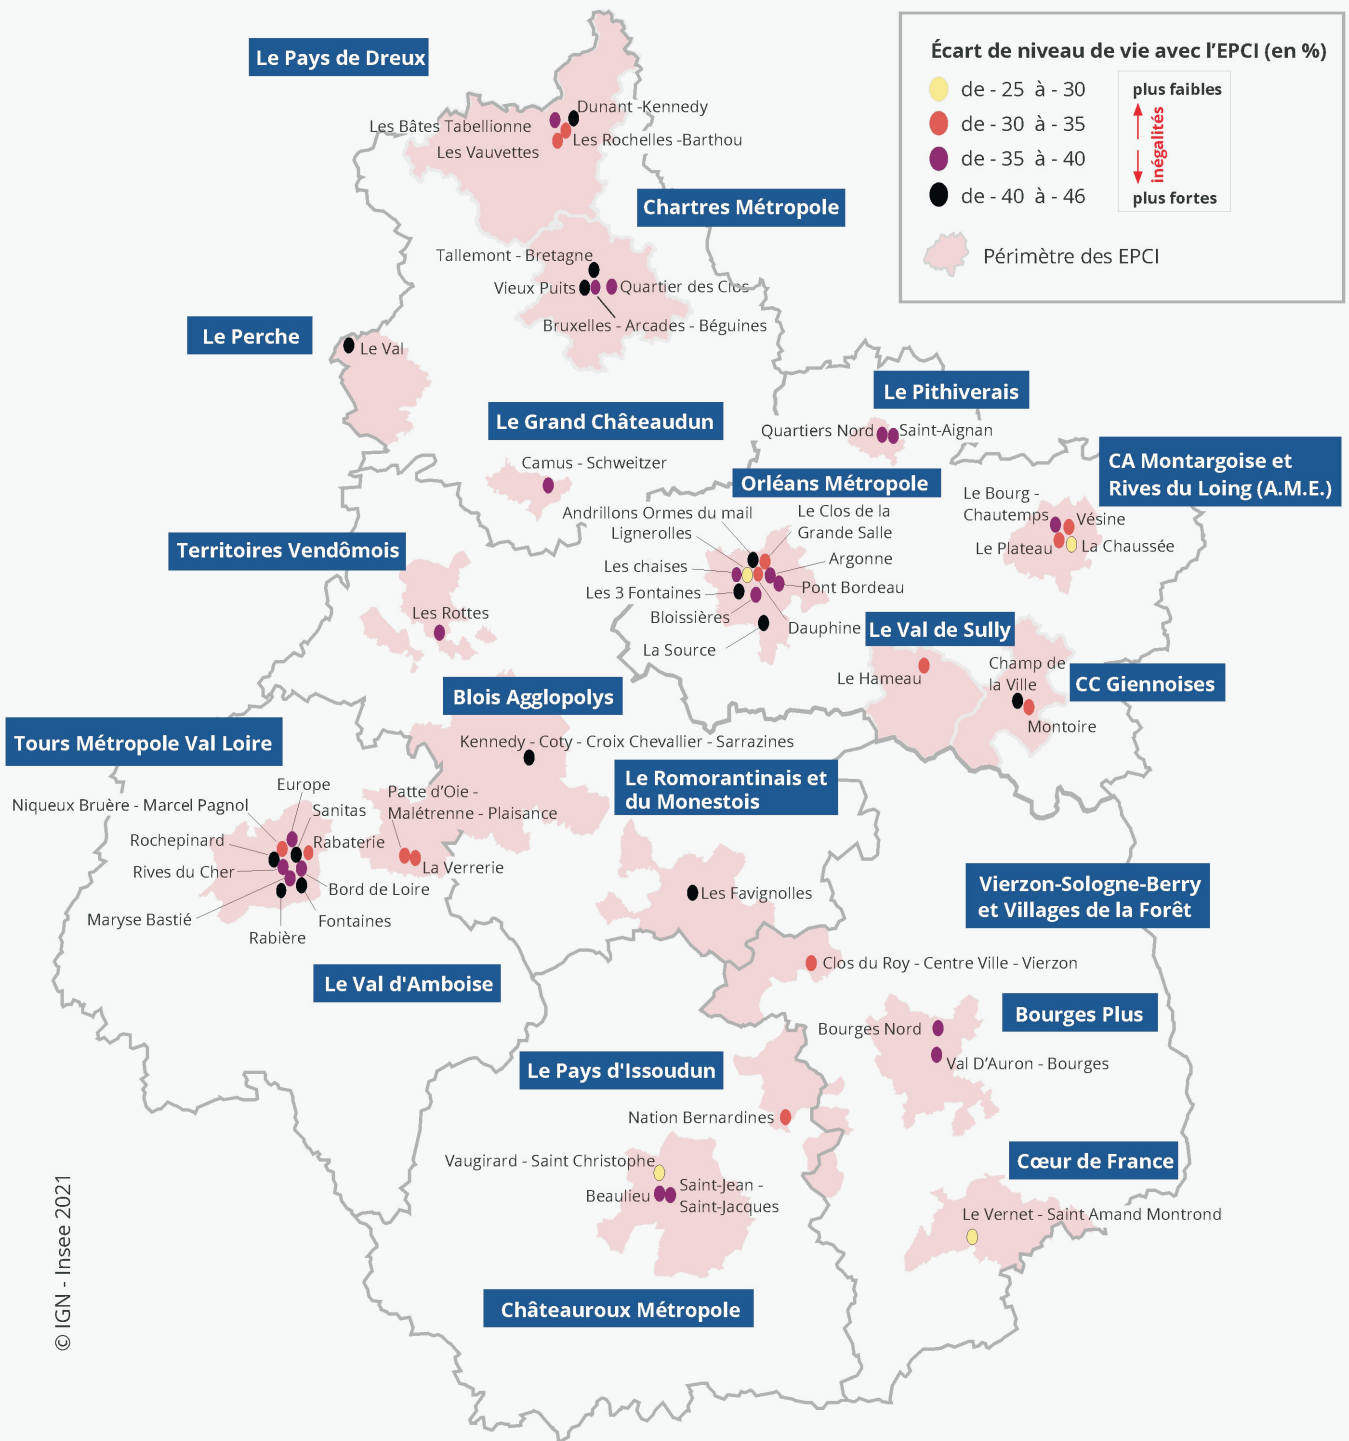 Écart de niveau de vie avec l'EPCI (en %)
de - 25 à - 30
de - 30 à - 35
de - 35 à - 40
de - 40 à - 46
plus faibles
inégalités
plus fortes
Périmètre des EPCI
Le Pays de Dreux
Dunant -Kennedy
Les Bâtes Tabellionne
Les Rochelles -Barthou
Les Vauvettes
Chartres Métropole
Tallemont - Bretagne
Vieux Puits
Quartier des Clos
Bruxelles - Arcades - Béguines
Le Perche
Le Val
Le Pithiverais
Quartiers Nord
Saint-Aignan
Le Grand Châteaudun
Camus - Schweitzer
CA Montargoise et
Rives du Loing (A.M.E.)
Le Bourg -
Chautemps
Vésine
Le Plateau
La Chaussée
Orléans Métropole
Andrillons Ormes du mail
Lignerolles
Le Clos de la
Grande Salle
Les chaises
Argonne
Les 3 Fontaines
Pont Bordeau
Bloissières
Dauphine
La Source
Territoires Vendômois
Les Rottes
Le Val de Sully
Le Hameau
Champ de
la Ville
CC Giennoises
Montoire
Blois Agglopolys
Kennedy - Coty - Croix Chevallier - Sarrazines
Tours Métropole Val Loire
Europe
Niqueux Bruère - Marcel Pagnol
Sanitas
Rochepinard
Rabaterie
Rives du Cher
Bord de Loire
Maryse Bastié
Fontaines
Rabière
Patte d'Oie -
Malétrenne - Plaisance
La Verrerie
Le Romorantinais et
du Monestois
Les Favignolles
Vierzon-Sologne-Berry
et Villages de la Forêt
Clos du Roy - Centre Ville - Vierzon
Le Val d'Amboise
Bourges Plus
Bourges Nord
Val D'Auron - Bourges
Le Pays d'Issoudun
Nation Bernardines
Vaugirard - Saint Christophe
Beaulieu
Saint-Jean -
Saint-Jacques
Cœur de France
Le Vernet - Saint Amand Montrond
Châteauroux Métropole
© IGN - Insee 2021